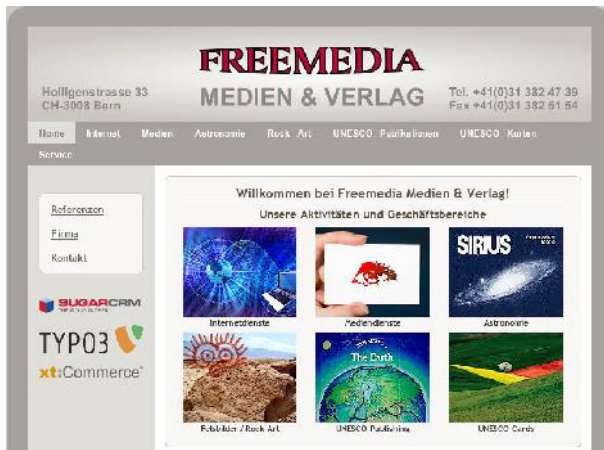 FREEMEDIA
MEDIEN & VERLAG
Holligenstrasse 33
CH-3008 Bern
Tel. +41(0)31 382 47 39
Fax +41(0)31 382 51 54
Home Internet Medien Astronomie Rock Art UNESCO Publikationen UNESCO Karten
Service
Referenzen
Firma
Kontakt
SUGARCRM
TYPO3
xt:Commerce
Willkommen bei Freemedia Medien & Verlag!
Unsere Aktivitäten und Geschäftsbereiche
SIRIUS
Internetdienste Mediendienste Astronomie
The Earth
Felsbilder / Rock Art UNESCO Publishing UNESCO Cards